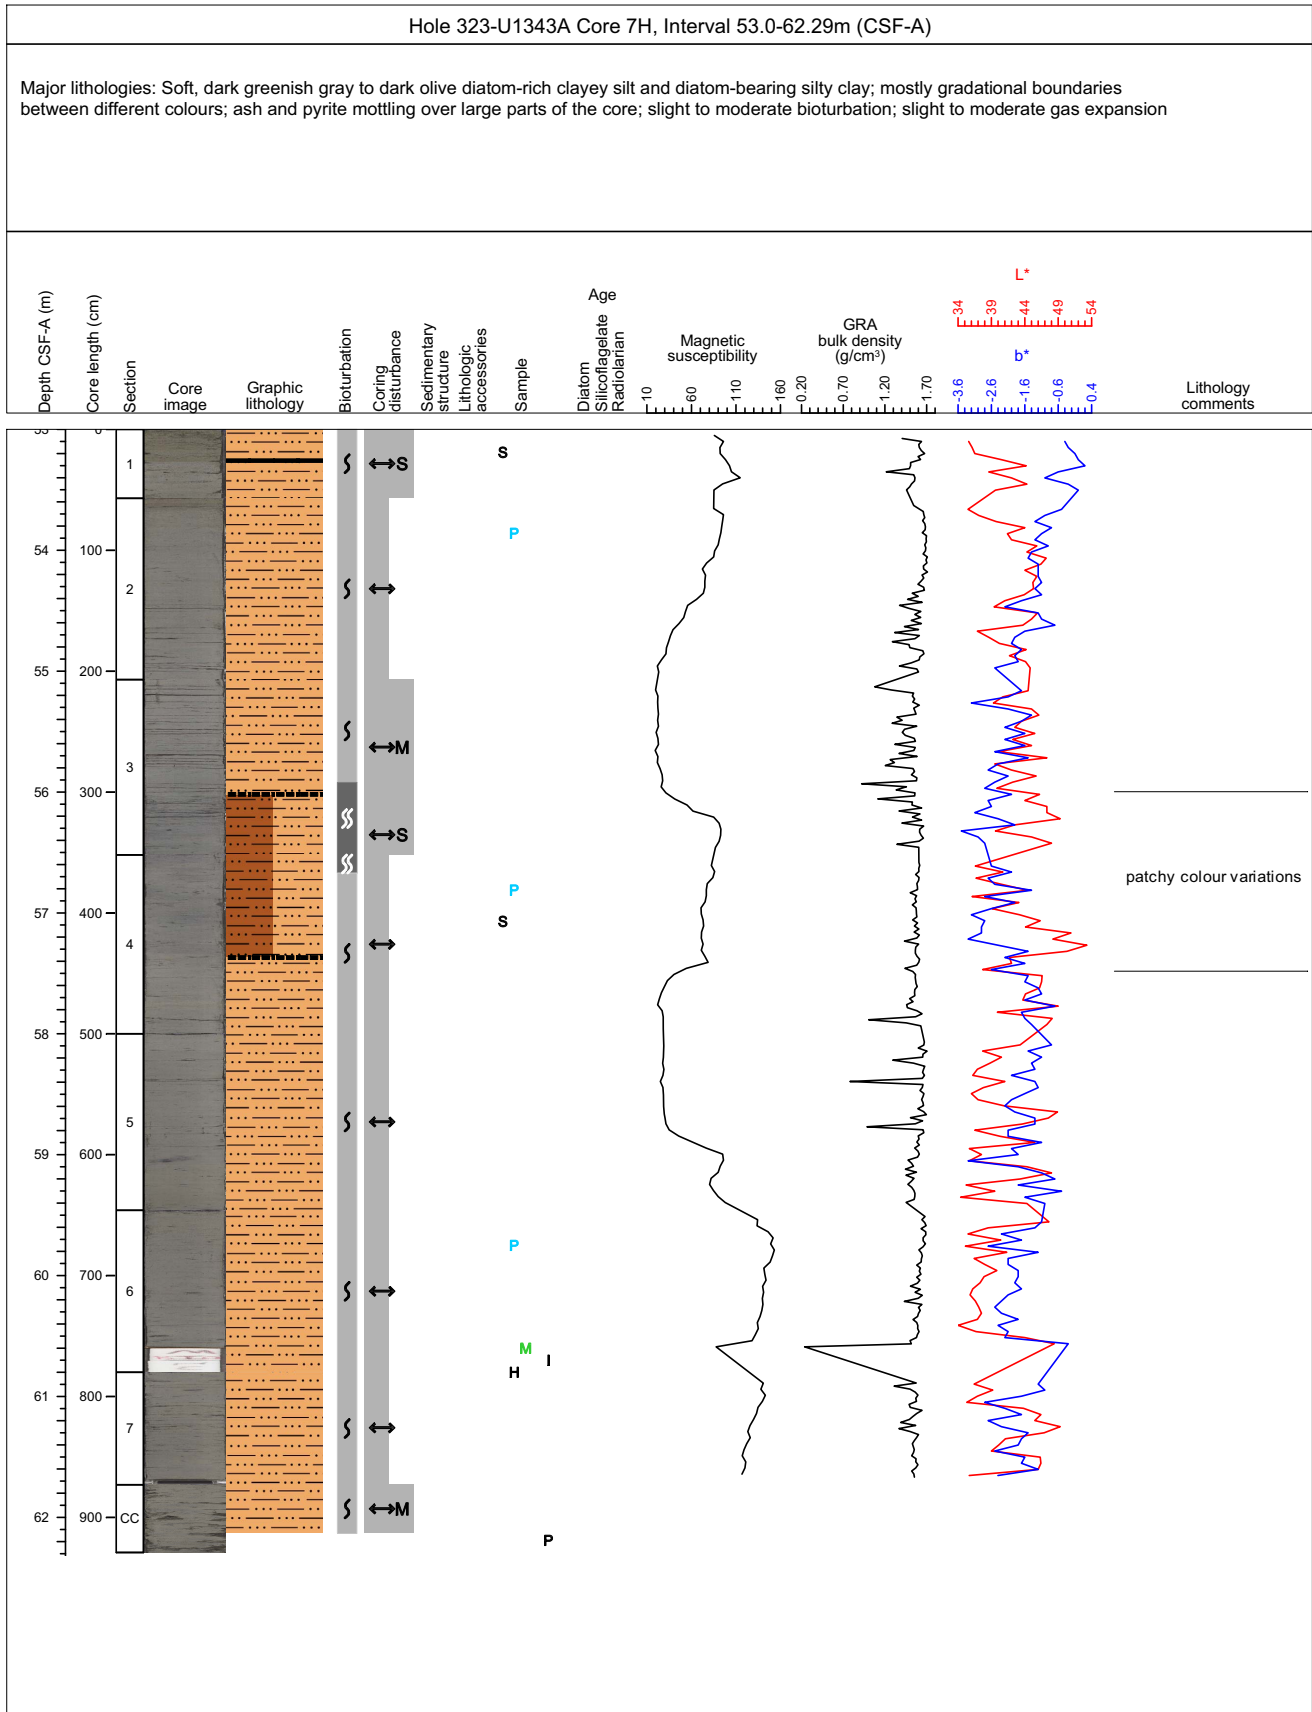 Hole 323-U1343A Core 7H, Interval 53.0-62.29m (CSF-A)
Major lithologies: Soft, dark greenish gray to dark olive diatom-rich clayey silt and diatom-bearing silty clay; mostly gradational boundaries
between different colours; ash and pyrite mottling over large parts of the core; slight to moderate bioturbation; slight to moderate gas expansion
Depth CSF-A (m)
Core length (cm)
Section
Core
image
Graphic
lithology
Bioturbation
Coring
disturbance
Sedimentary
structure
Lithologic
accessories
Sample
Age
Diatom
Silicoflagelate
Radiolarian
Magnetic
susceptibility
10 60 110 160
GRA
bulk density
(g/cm³)
0.20 0.70 1.20 1.70
L*
34 39 44 49 54
b*
-3.6 -2.6 -1.6 -0.6 0.4
Lithology
comments
53 0
1 S S
P
54 100
2
55 200
M
3
56 300
S
patchy colour variations
P
57 400 S
4
58 500
5
59 600
P
60 700
6
M
I
H
61 800
7
M
62 900 CC
P